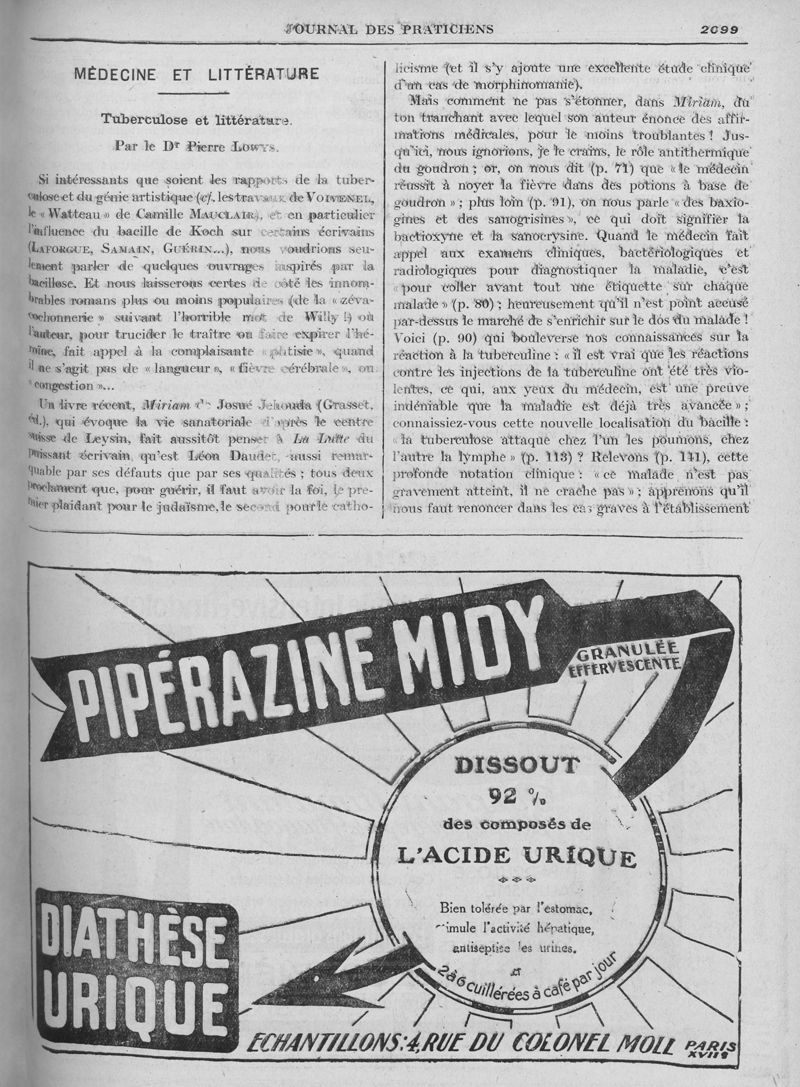 JOURNAL DES PRATICIENS 2099
MÉDECINE ET LITTÉRATURE
Tuberculose et littérature.
Par le Dr Pierre Lowys.
Si intéressants que soient les rapports de la tuber-
culose et du génie artistique (cf. les travaux de VOIVENEL,
le « Watteau » de Camille MAUCLAIR), et en particulier
l'influence du bacille de Koch sur certains écrivains
(LAFORGUE, SAMAIN, GUÉRIN...), nous voudrions seu-
lement parler de quelques ouvrages inspirés par la
bacillose. Et nous laisserons certes de côté les innom-
brables romans plus ou moins populaires (de la « zéva-
cochonnerie » suivant l'horrible mot de Willy !) où
l'auteur, pour trucider le traître ou faire expirer l'hé-
roïne, fait appel à la complaisante « phtisie », quand
il ne s'agit pas de « langueur », « fièvre cérébrale », ou
« congestion »...
Un livre récent, Miriam de Josué Jehouda (Grasset,
éd.), qui évoque la vie sanatoriale d'après le centre
suisse de Leysin, fait aussitôt penser à La Lutte du
puissant écrivain qu'est Léon Daudet, aussi remar-
quable par ses défauts que par ses qualités ; tous deux
proclament que, pour guérir, il faut avoir la foi, le pre-
mier plaidant pour le judaïsme, le second pour le catho-
licisme (et il s'y ajoute une excellente étude clinique
d'un cas de morphinomanie).
Mais comment ne pas s'étonner, dans Miriam, du
ton tranchant avec lequel son auteur énonce des affir-
mations médicales, pour le moins troublantes ! Jus-
qu'ici, nous ignorions, je le crains, le rôle antithermique
du goudron ; or, on nous dit (p. 71) que « le médecin
réussit à noyer la fièvre dans des potions à base de
goudron » ; plus loin (p. 91), on nous parle « des baxio-
gines et des sanogrisines », ce qui doit signifier la
bactioxyne et la sanocrysine. Quand le médecin fait
appel aux examens cliniques, bactériologiques et
radiologiques pour diagnostiquer la maladie, c'est
« pour coller avant tout une étiquette sur chaque
malade » (p. 80) ; heureusement qu'il n'est point accusé
par-dessus le marché de s'enrichir sur le dos du malade !
Voici (p. 90) qui bouleverse nos connaissances sur la
réaction à la tuberculine : « il est vrai que les réactions
contre les injections de la tuberculine ont été très vio-
lentes, ce qui, aux yeux du médecin, est une preuve
indéniable que la maladie est déjà très avancée » ;
connaissiez-vous cette nouvelle localisation du bacille :
« la tuberculose attaque chez l'un les poumons, chez
l'autre la lymphe » (p. 113) ? Relevons (p. 141), cette
profonde notation clinique : « ce malade n'est pas
gravement atteint, il ne crache pas » ; apprenons qu'il
nous faut renoncer dans les cas graves à l'établissement
PIPÉRAZINE MIDY
GRANULÉE
EFFERVESCENTE
DISSOUT
92 %
des composés de
L'ACIDE URIQUE
Bien tolérée par l'estomac,
imule l'activité hépatique,
antiseptise les urines.
2 à 6 cuillérées à café par jour
DIATHÈSE
URIQUE
ECHANTILLONS: 4, RUE DU COLONEL MOLL PARIS XVIIe